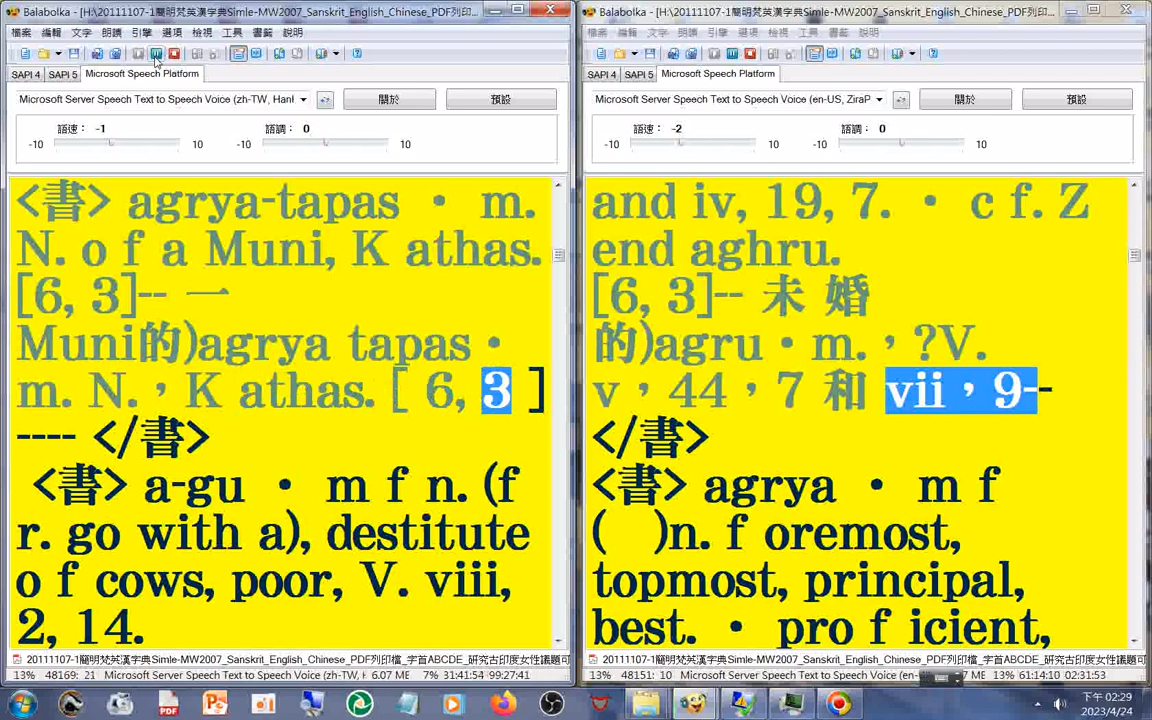 Balabolka - [H:\20111107-1簡明梵英漢字典Simle-MW2007_Sanskrit_English_Chinese_PDF列印...
檔案 編輯 文字 朗讀 引擎 選項 檢視 工具 書籤 說明
SAPI 4 SAPI 5 Microsoft Speech Platform
Microsoft Server Speech Text to Speech Voice (zh-TW, Hanl
關於 預設
語速： -1 語調： 0
-10 10 -10 10
<書> agrya-tapas • m.
N. o f a Muni, K athas.
[6, 3]-- 一
Muni的)agrya tapas •
m. N. , K athas. [ 6, 3 ]
---- </書>
<書> a-gu • m f n. (f
r. go with a), destitute
o f cows, poor, V. viii,
2, 14.
20111107-1簡明梵英漢字典Simle-MW2007_Sanskrit_English_Chinese_PDF列印檔_字首ABCDE_研究古印度女性議題可
13% 48169: 21 Microsoft Server Speech Text to Speech Voice (zh-TW, 6.07 ME 7% 31:41:54 99:27:41
Balabolka - [H:\20111107-1簡明梵英漢字典Simle-MW2007_Sanskrit_English_Chinese_PDF列印...
檔案 編輯 文字 朗讀 引擎 選項 檢視 工具 書籤 說明
SAPI 4 SAPI 5 Microsoft Speech Platform
Microsoft Server Speech Text to Speech Voice (en-US, ZiraP
關於 預設
語速： -2 語調： 0
-10 10 -10 10
and iv, 19, 7. • c f. Z
end aghru.
[6, 3]-- 未 婚
的)agru • m. , ?V.
v , 44 , 7 和 vii , 9--
</書>
<書> agrya • m f
( )n. f oremost,
topmost, principal,
best. • pro f icient,
20111107-1簡明梵英漢字典Simle-MW2007_Sanskrit_English_Chinese_PDF列印檔_字首ABCDE_研究古印度女性議題可
13% 48151: 10 Microsoft Server Speech Text to Speech Voice (en-U ME 13% 61:14:10 02:31:53
下午 02:29
2023/4/24